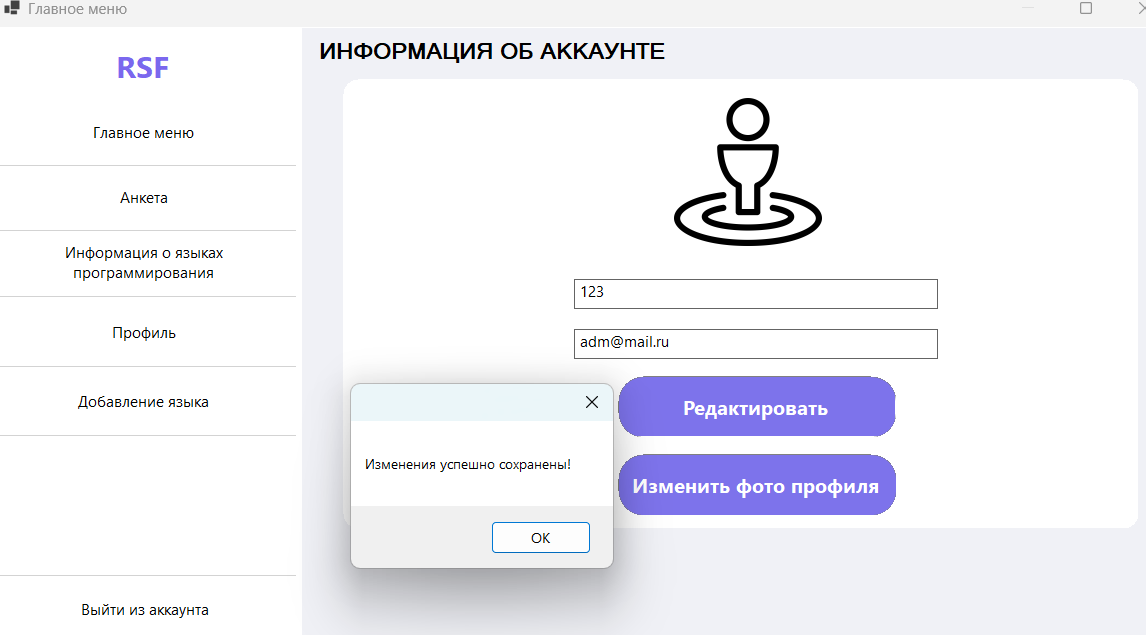 Главное меню
RSF
Главное меню
Анкета
Информация о языках
программирования
Профиль
Добавление языка
Выйти из аккаунта
ИНФОРМАЦИЯ ОБ АККАУНТЕ
123
adm@mail.ru
Редактировать
Изменить фото профиля
Изменения успешно сохранены!
ОК